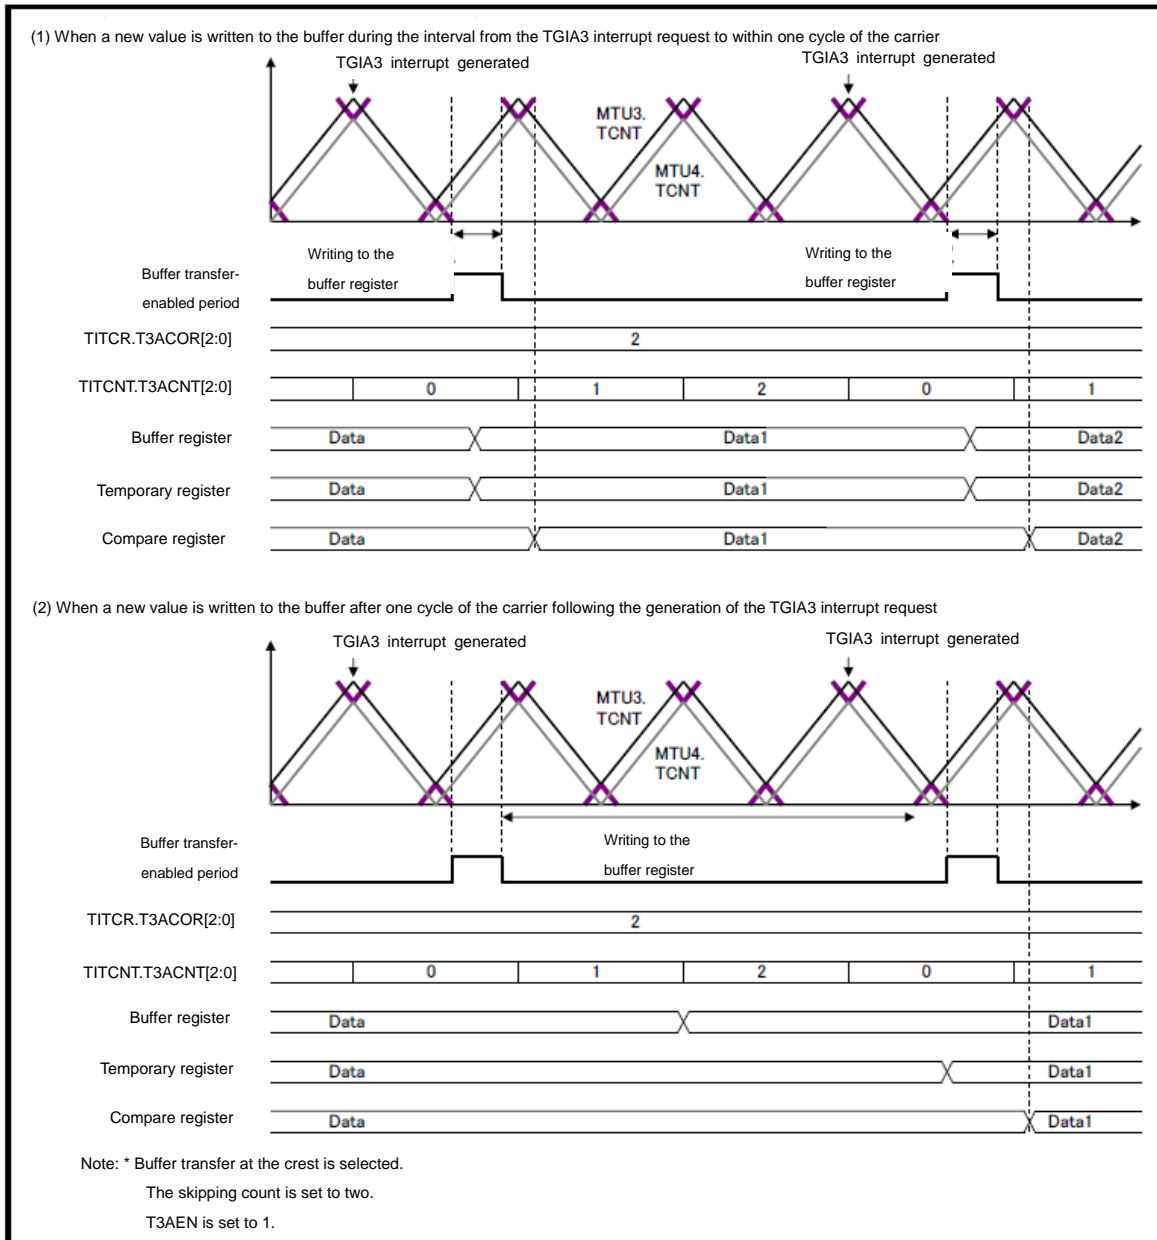 (1) When a new value is written to the buffer during the interval from the TGIA3 interrupt request to within one cycle of the carrier
TGIA3 interrupt generated
TGIA3 interrupt generated
MTU3.
TCNT
MTU4.
TCNT
Writing to the
buffer register
Writing to the
buffer register
Buffer transfer-
enabled period
TITCR.T3ACOR[2:0]
2
TITCNT.T3ACNT[2:0]
0 1 2 0 1
Buffer register
Data Data1 Data2
Temporary register
Data Data1 Data2
Compare register
Data Data1 Data2
(2) When a new value is written to the buffer after one cycle of the carrier following the generation of the TGIA3 interrupt request
TGIA3 interrupt generated
TGIA3 interrupt generated
MTU3.
TCNT
MTU4.
TCNT
Writing to the
buffer register
Buffer transfer-
enabled period
TITCR.T3ACOR[2:0]
2
TITCNT.T3ACNT[2:0]
0 1 2 0 1
Buffer register
Data Data1
Temporary register
Data Data1
Compare register
Data Data1
Note: * Buffer transfer at the crest is selected.
The skipping count is set to two.
T3AEN is set to 1.